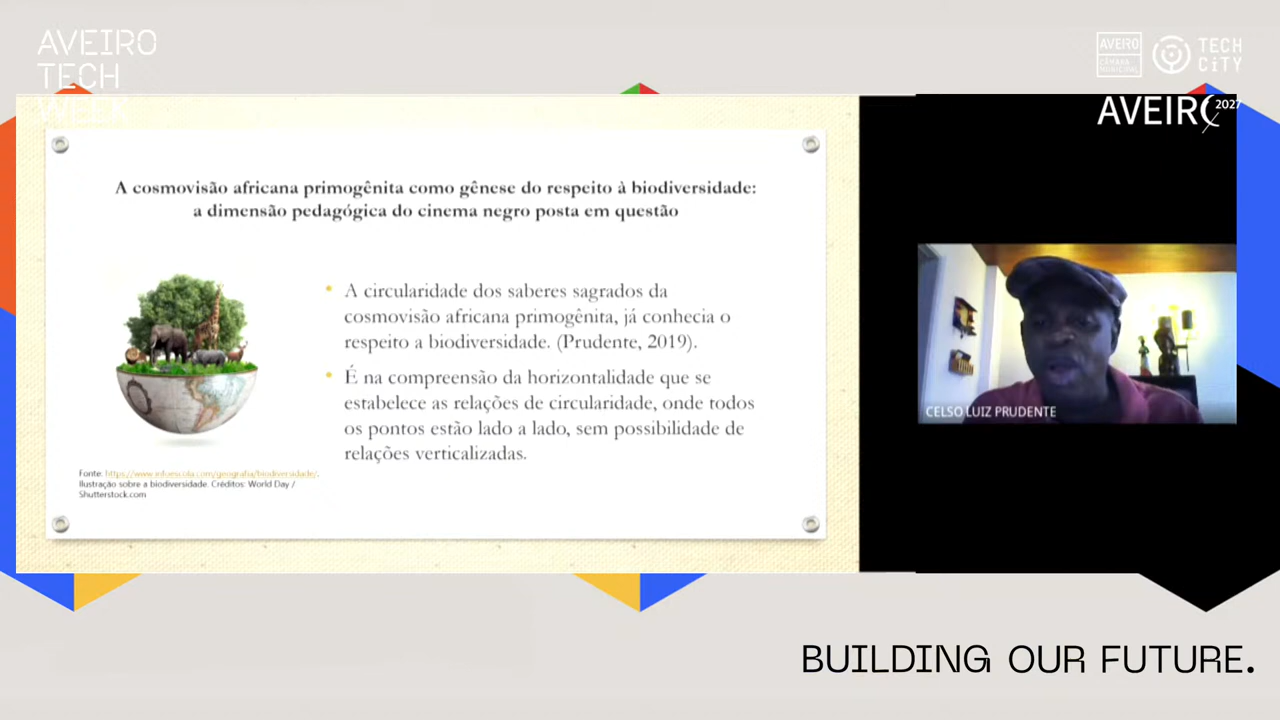 AVEIRO
TECH
WEEK
AVEIRO
CÂMARA
MUNICIPAL
TECH
CiTY
AVEIRO 2027
A cosmovisão africana primogênita como gênese do respeito à biodiversidade:
a dimensão pedagógica do cinema negro posta em questão
• A circularidade dos saberes sagrados da
cosmovisão africana primogênita, já conhecia o
respeito a biodiversidade. (Prudente, 2019).
• É na compreensão da horizontalidade que se
estabelece as relações de circularidade, onde todos
os pontos estão lado a lado, sem possibilidade de
relações verticalizadas.
Fonte: https://www.infoescola.com/geografia/biodiversidade/.
Ilustração sobre a biodiversidade. Créditos: World Day /
Shutterstock.com
CELSO LUIZ PRUDENTE
BUILDING OUR FUTURE.